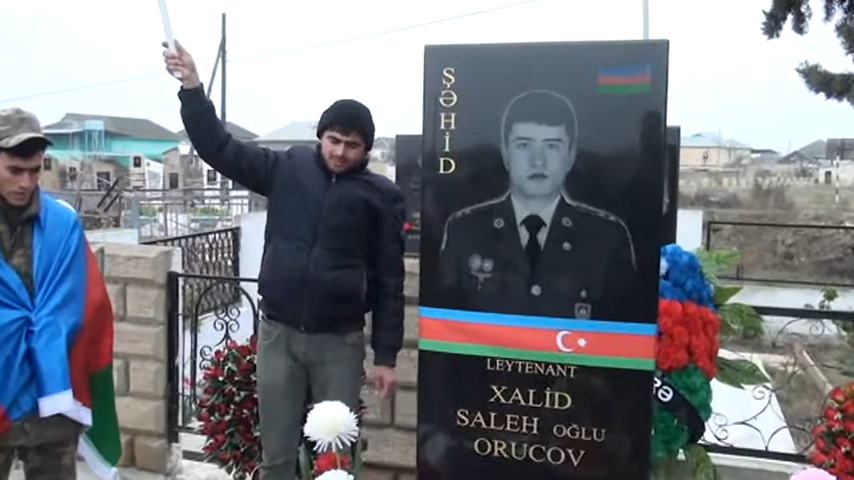 ŞƏHİD
LEYTENANT
XALİD
SALEH OĞLU
ORUCOV